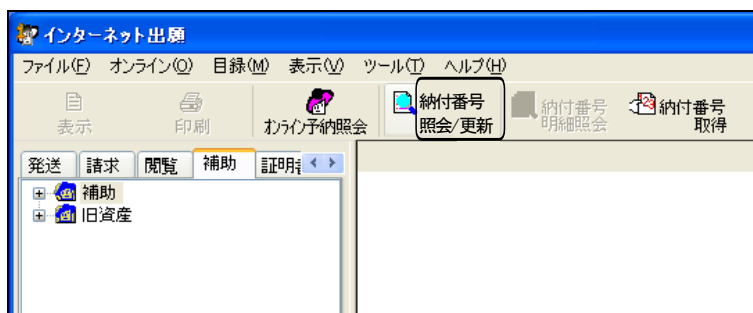 インターネット出願
ファイル(F) オンライン(O) 目録(M) 表示(V) ツール(T) ヘルプ(H)
表示
印刷
オンライン予納照会
納付番号
照会/更新
納付番号
明細照会
納付番号
取得
発送 請求 閲覧 補助
補助
旧資産